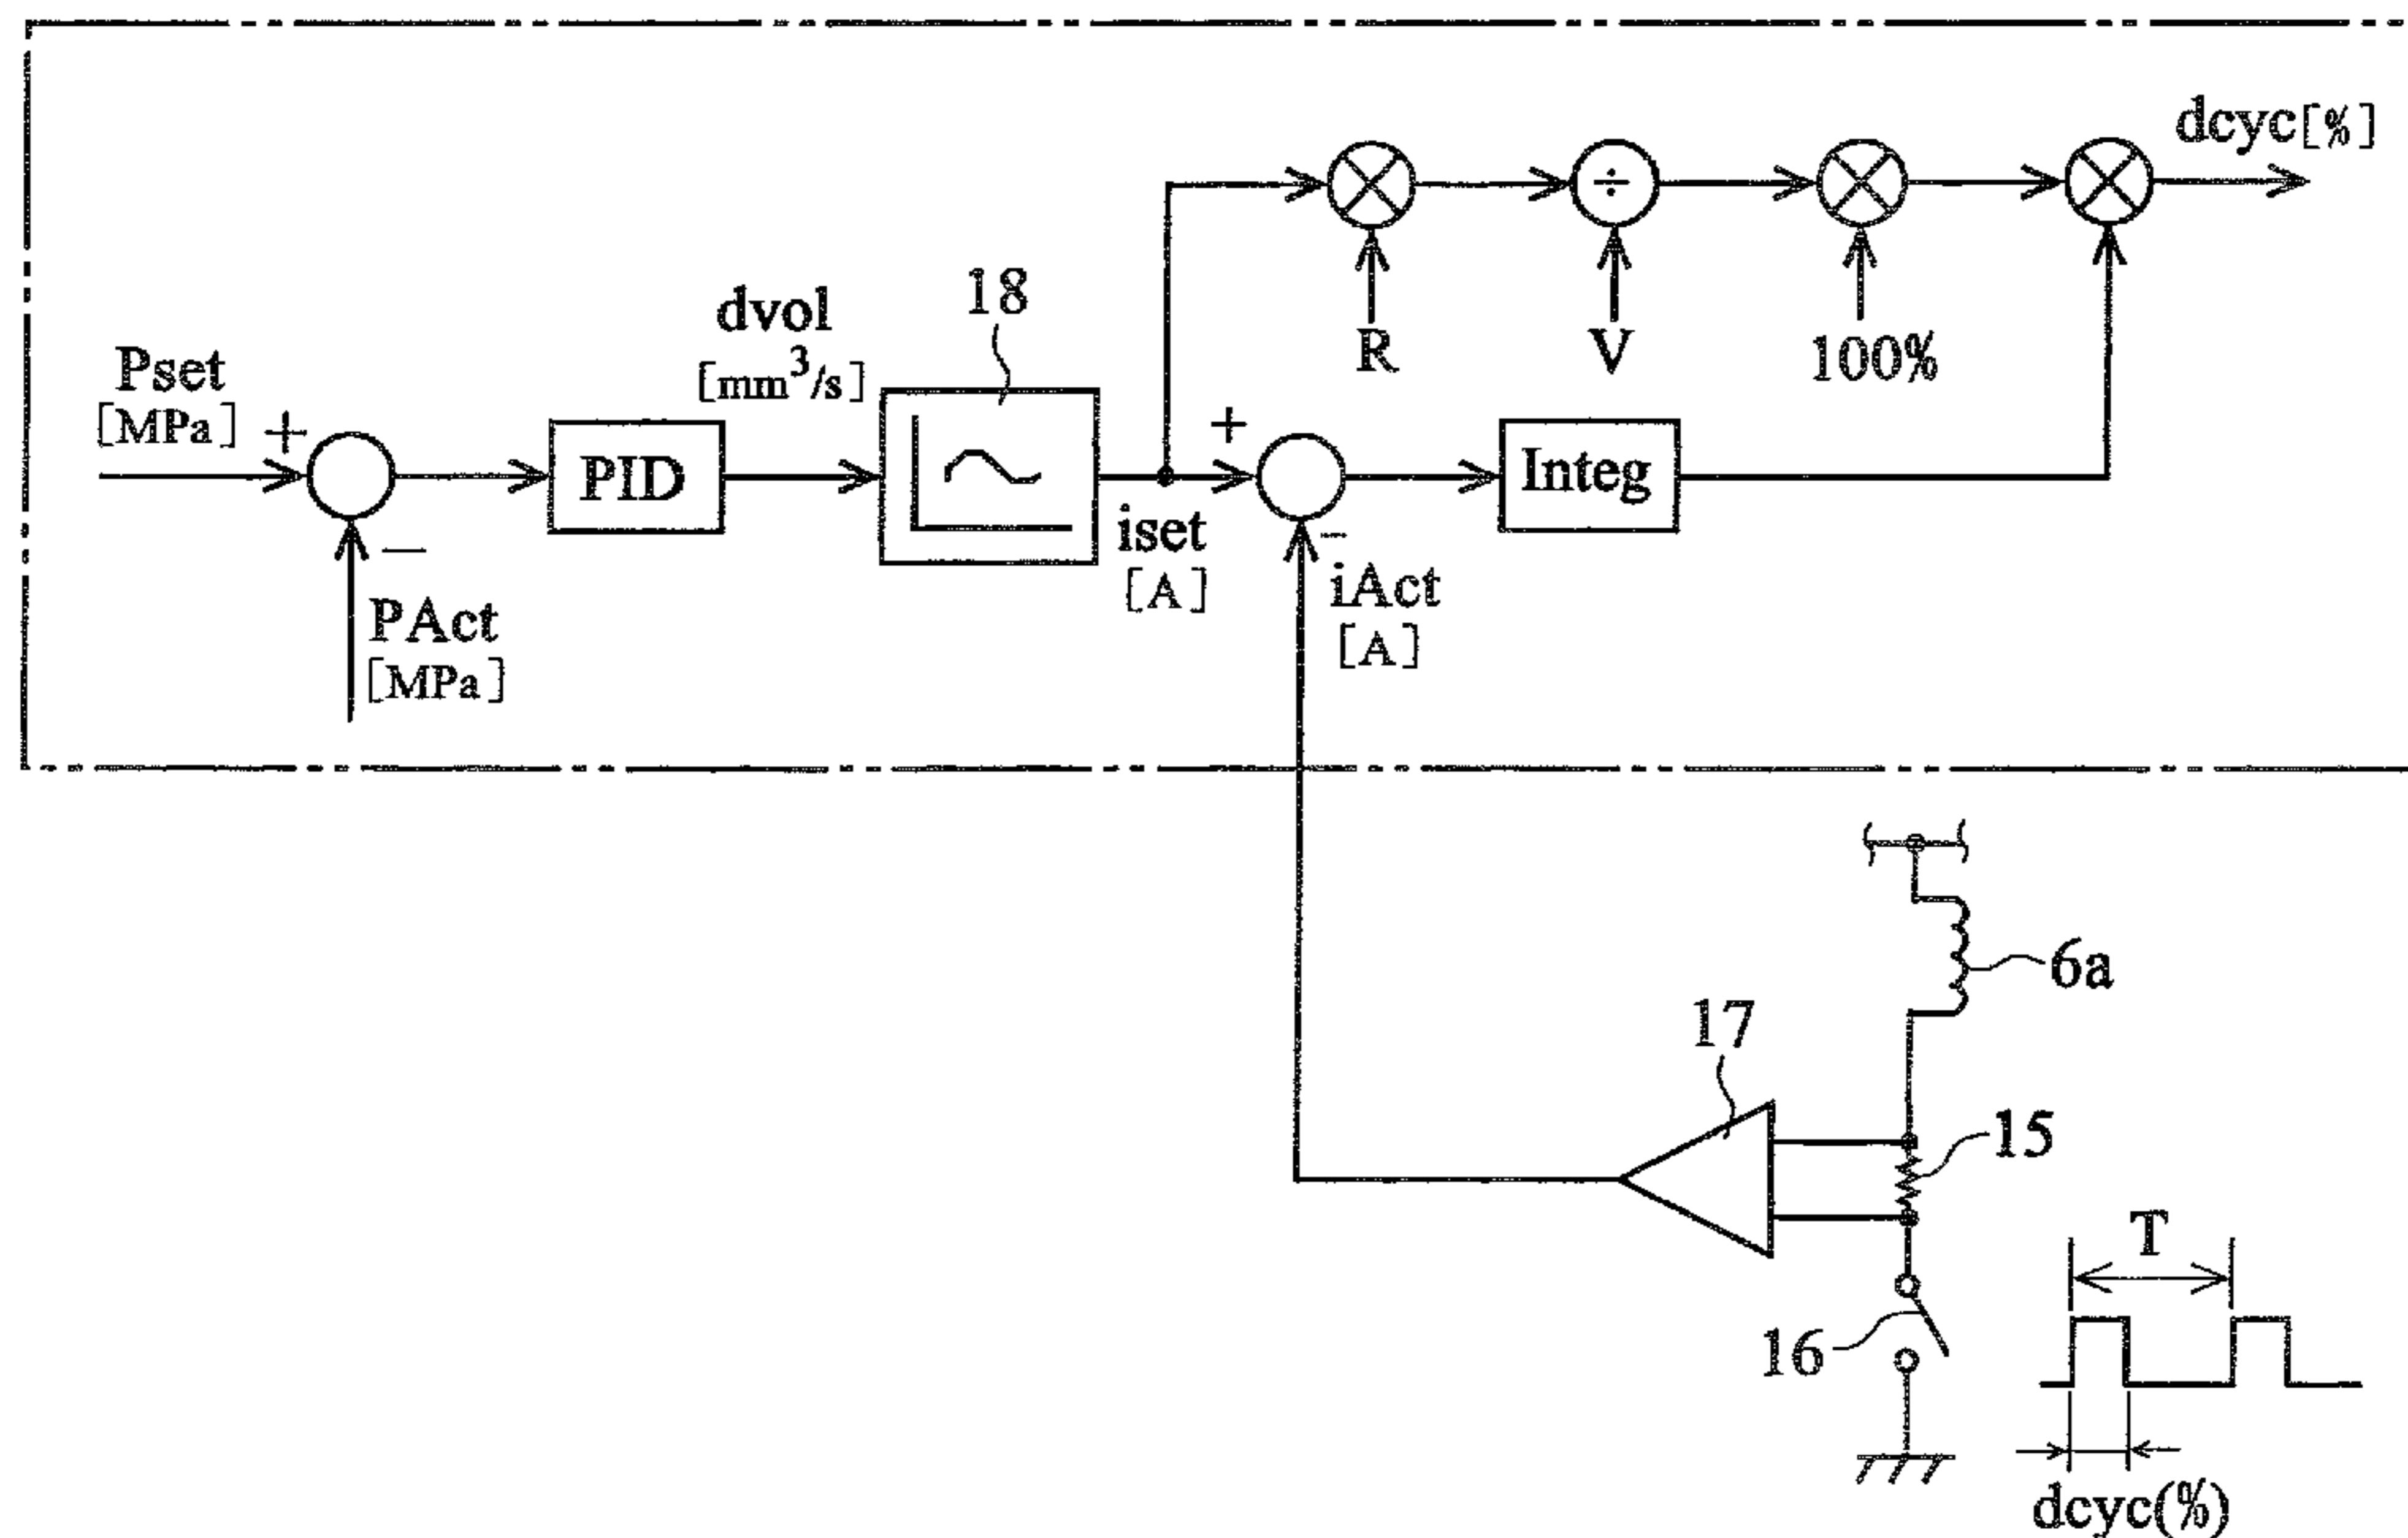 dcyc[%]
R
÷
V
100%
18
dvol
[mm³/s]
Pset
[MPa]
+
−
PAct
[MPa]
PID
iset
[A]
+
-
iAct
[A]
Integ
6a
17
15
16
T
dcyc(%)